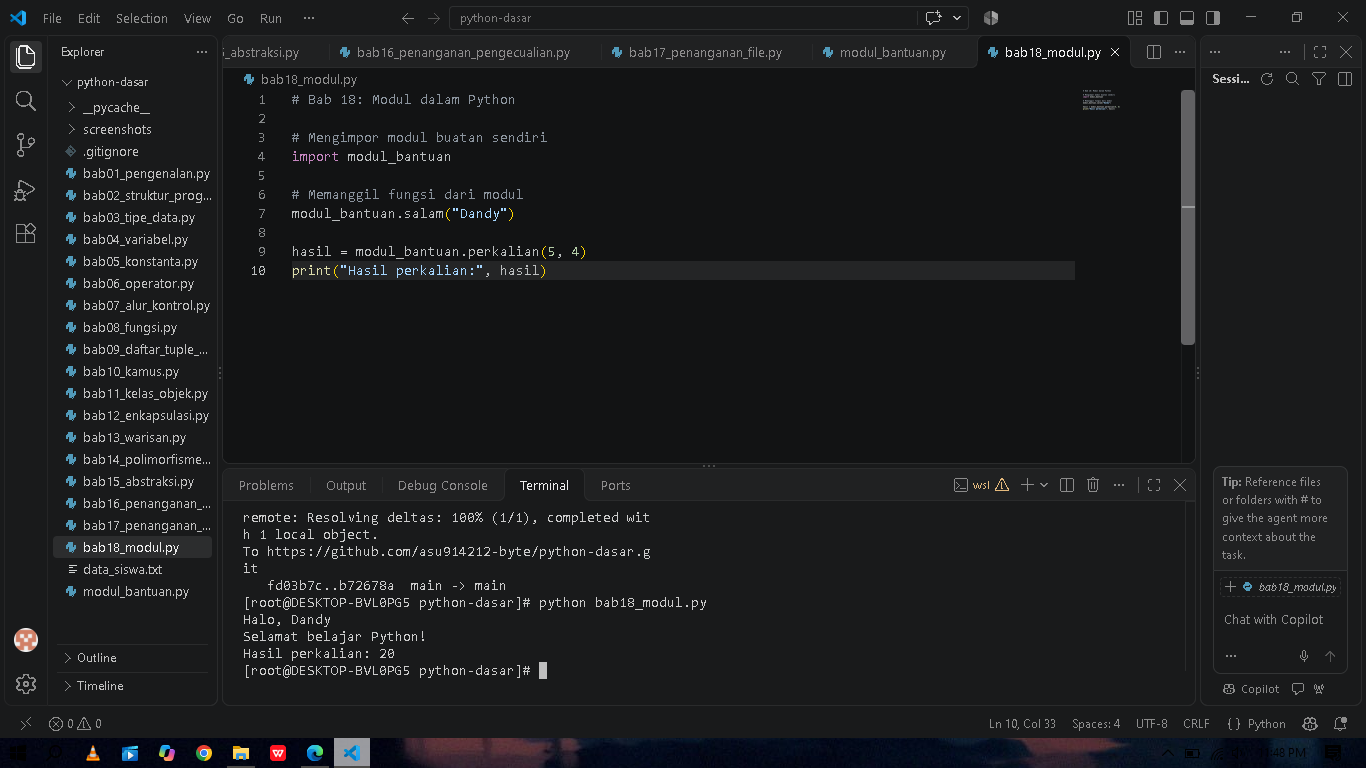 File Edit Selection View Go Run ···
python-dasar
Explorer ···
python-dasar
__pycache__
screenshots
.gitignore
bab01_pengenalan.py
bab02_struktur_prog...
bab03_tipe_data.py
bab04_variabel.py
bab05_konstanta.py
bab06_operator.py
bab07_alur_kontrol.py
bab08_fungsi.py
bab09_daftar_tuple_...
bab10_kamus.py
bab11_kelas_objek.py
bab12_enkapsulasi.py
bab13_warisan.py
bab14_polimorfisme...
bab15_abstraksi.py
bab16_penanganan_...
bab17_penanganan_...
bab18_modul.py
data_siswa.txt
modul_bantuan.py
Outline
Timeline
_abstraksi.py bab16_penanganan_pengecualian.py bab17_penanganan_file.py modul_bantuan.py bab18_modul.py
bab18_modul.py
1 # Bab 18: Modul dalam Python
2
3 # Mengimpor modul buatan sendiri
4 import modul_bantuan
5
6 # Memanggil fungsi dari modul
7 modul_bantuan.salam("Dandy")
8
9 hasil = modul_bantuan.perkalian(5, 4)
10 print("Hasil perkalian:", hasil)
Problems Output Debug Console Terminal Ports
wsl
remote: Resolving deltas: 100% (1/1), completed wit
h 1 local object.
To https://github.com/asu914212-byte/python-dasar.g
it
fd03b7c..b72678a main -> main
[root@DESKTOP-BVL0PG5 python-dasar]# python bab18_modul.py
Halo, Dandy
Selamat belajar Python!
Hasil perkalian: 20
[root@DESKTOP-BVL0PG5 python-dasar]#
Sessi...
Tip: Reference files
or folders with # to
give the agent more
context about the
task.
bab18_modul.py
Chat with Copilot
Copilot
0 0
Ln 10, Col 33 Spaces: 4 UTF-8 CRLF {} Python